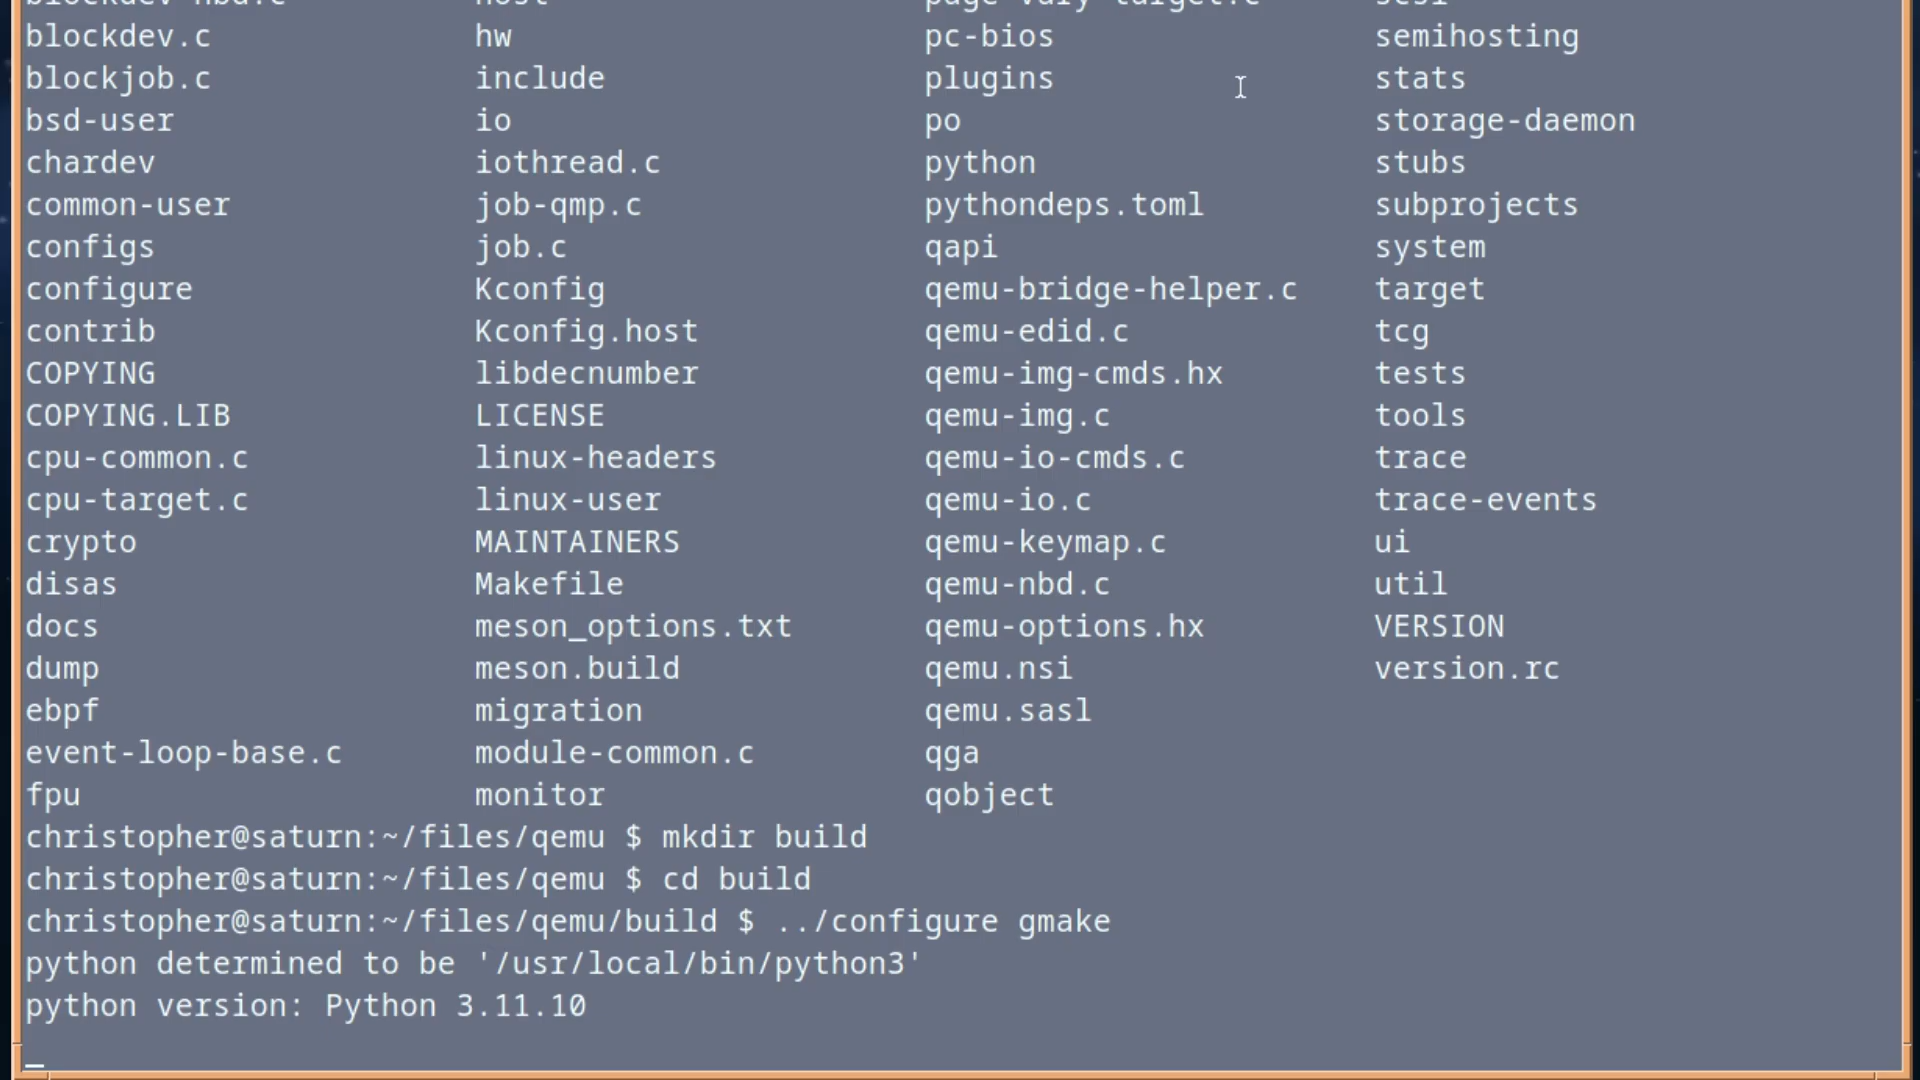 blockdev-nbd.c host page-vary-target.c scsi
blockdev.c hw pc-bios semihosting
blockjob.c include plugins stats
bsd-user io po storage-daemon
chardev iothread.c python stubs
common-user job-qmp.c pythondeps.toml subprojects
configs job.c qapi system
configure Kconfig qemu-bridge-helper.c target
contrib Kconfig.host qemu-edid.c tcg
COPYING libdecnumber qemu-img-cmds.hx tests
COPYING.LIB LICENSE qemu-img.c tools
cpu-common.c linux-headers qemu-io-cmds.c trace
cpu-target.c linux-user qemu-io.c trace-events
crypto MAINTAINERS qemu-keymap.c ui
disas Makefile qemu-nbd.c util
docs meson_options.txt qemu-options.hx VERSION
dump meson.build qemu.nsi version.rc
ebpf migration qemu.sasl
event-loop-base.c module-common.c qga
fpu monitor qobject
christopher@saturn:~/files/qemu $ mkdir build
christopher@saturn:~/files/qemu $ cd build
christopher@saturn:~/files/qemu/build $ ../configure gmake
python determined to be '/usr/local/bin/python3'
python version: Python 3.11.10